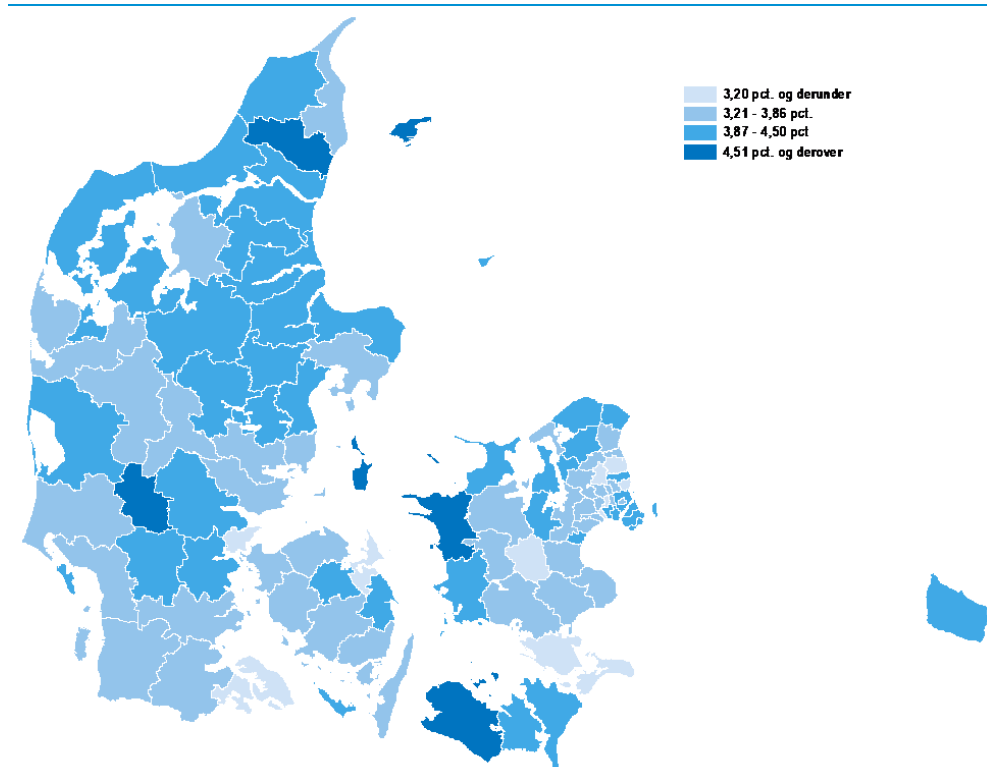 3,20 pct. og derunder
3,21 - 3,86 pct.
3,87 - 4,50 pct
4,51 pct. og derover